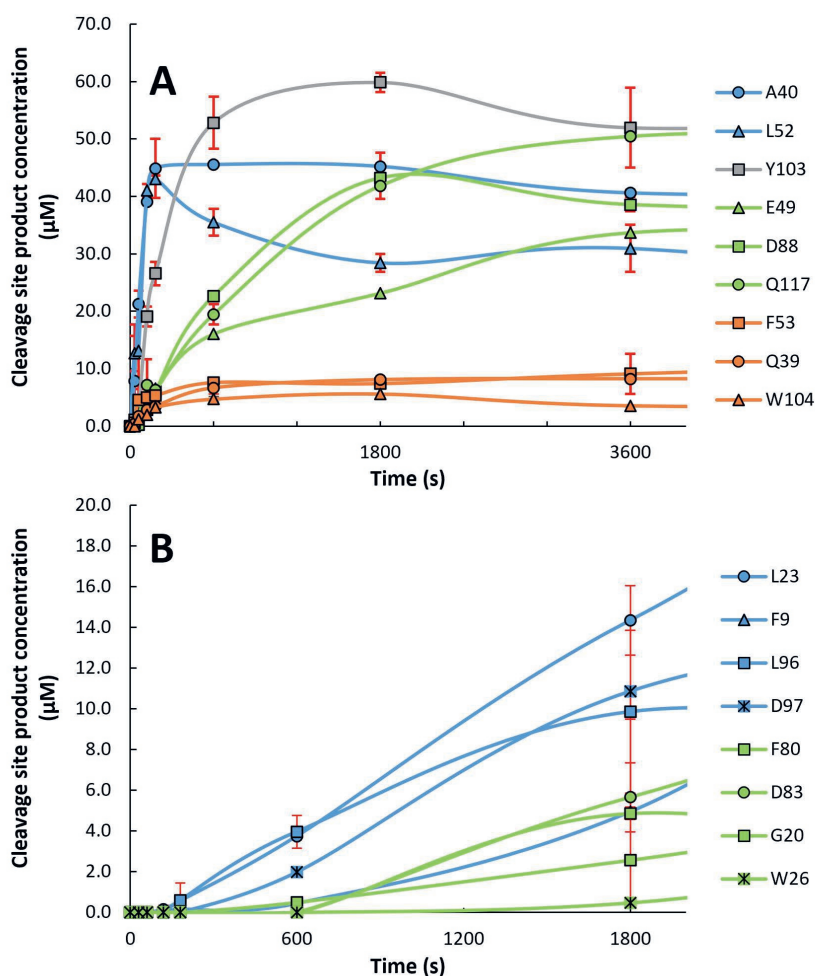 70.0
60.0
50.0
40.0
30.0
20.0
10.0
0.0
Cleavage site product concentration
(µM)
A
0
1800
3600
Time (s)
A40
L52
Y103
E49
D88
Q117
F53
Q39
W104
20.0
18.0
16.0
14.0
12.0
10.0
8.0
6.0
4.0
2.0
0.0
Cleavage site product concentration
(µM)
B
0
600
1200
1800
Time (s)
L23
F9
L96
D97
F80
D83
G20
W26